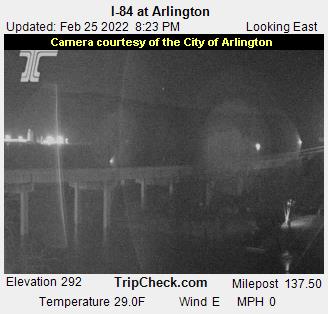 I-84 at Arlington
Updated: Feb 25 2022 8:23 PM Looking East
Camera courtesy of the City of Arlington
Elevation 292 TripCheck.com Milepost 137.50
Temperature 29.0F Wind E MPH 0